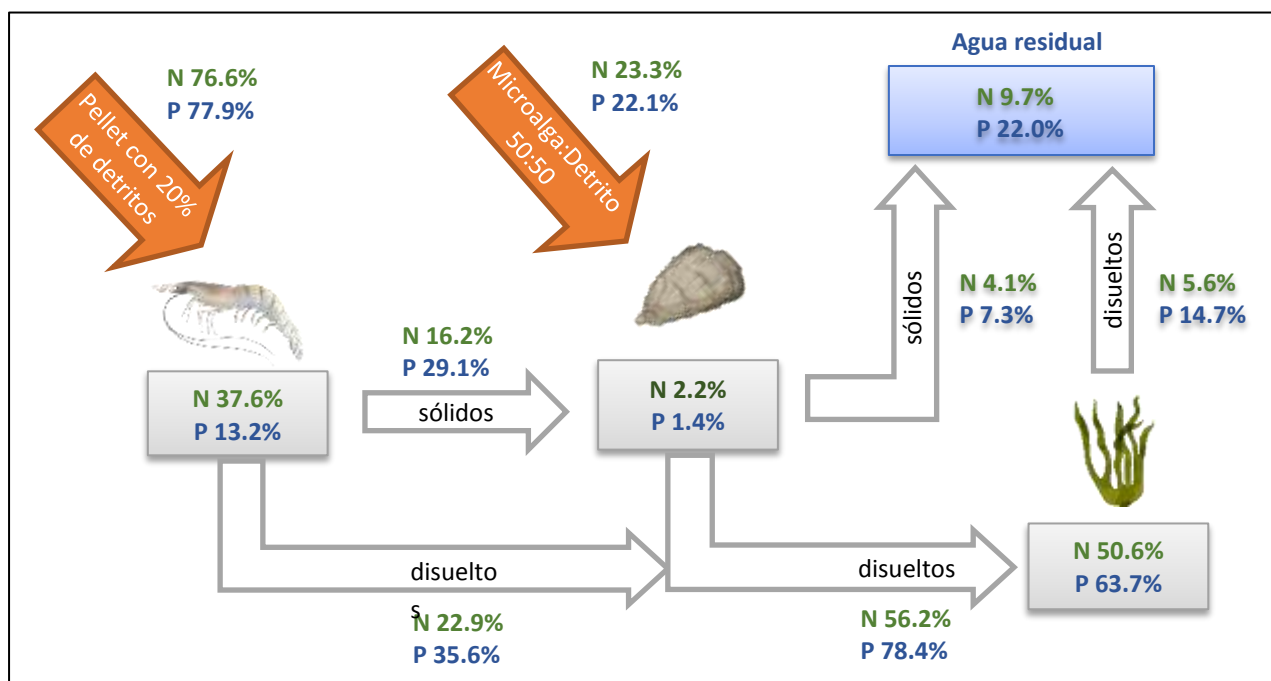 N 76.6%
P 77.9%
Pellet con 20%
de detritos
N 23.3%
P 22.1%
Microalga:Detrito
50:50
Agua residual
N 9.7%
P 22.0%
sólidos
N 4.1%
P 7.3%
disueltos
N 5.6%
P 14.7%
N 16.2%
P 29.1%
sólidos
N 37.6%
P 13.2%
N 2.2%
P 1.4%
disuelto
s
N 22.9%
P 35.6%
disueltos
N 56.2%
P 78.4%
N 50.6%
P 63.7%